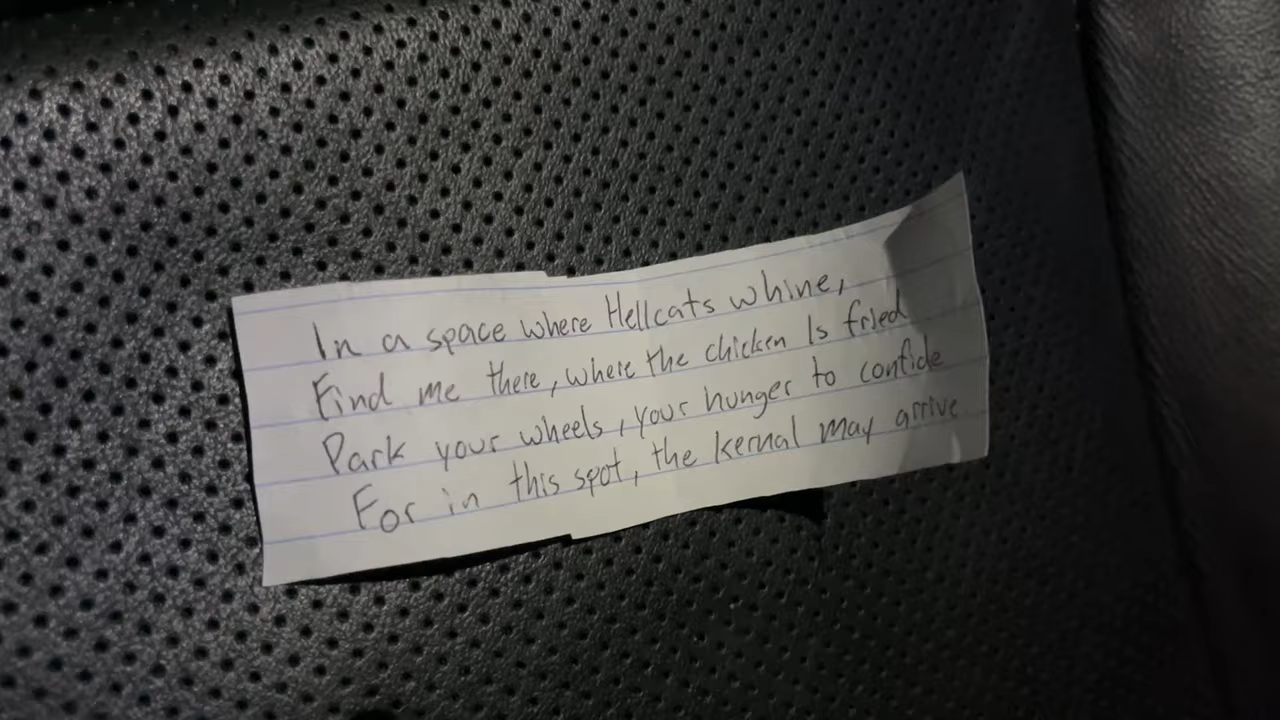 In a space where Hellcats whine,
Find me there, where the chicken Is fried
Park your wheels, your hunger to confide
For in this spot, the kernal may arrive